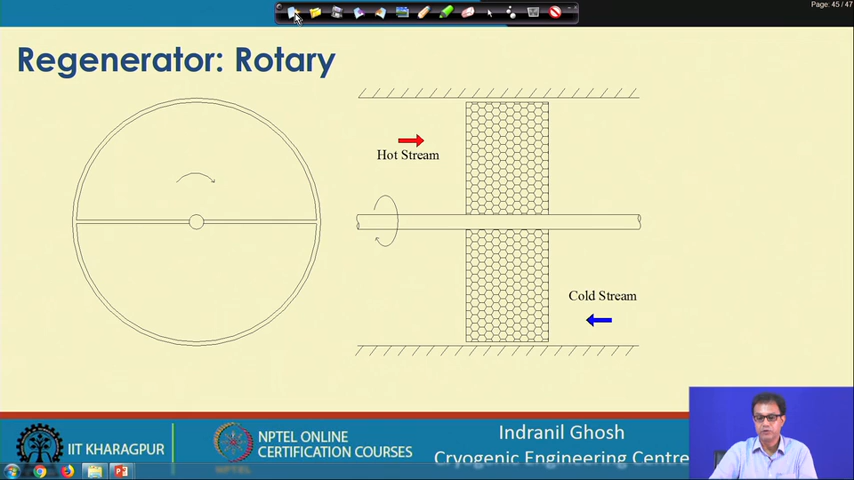 Page: 45 / 47
Regenerator: Rotary
Hot Stream
Cold Stream
IIT KHARAGPUR
NPTEL ONLINE
CERTIFICATION COURSES
NPTEL
Indranil Ghosh
Cryogenic Engineering Centre